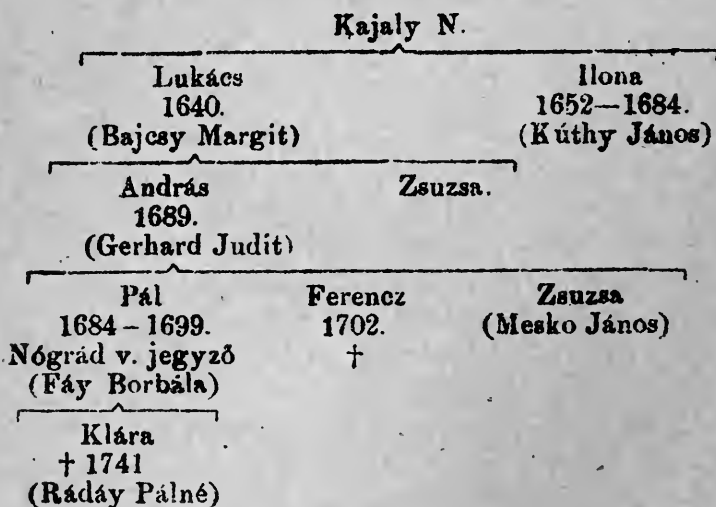 Kajaly N.
Lukács Ilona
1640. 1652—1684.
(Bajcsy Margit) (Kúthy János)
András Zsuzsa.
1689.
(Gerhard Judit)
Pál Ferencz Zsuzsa
1684–1699. 1702. (Mesko János)
Nógrád v. jegyző †
(Fáy Borbála)
Klára
† 1741
(Ráday Pálné)